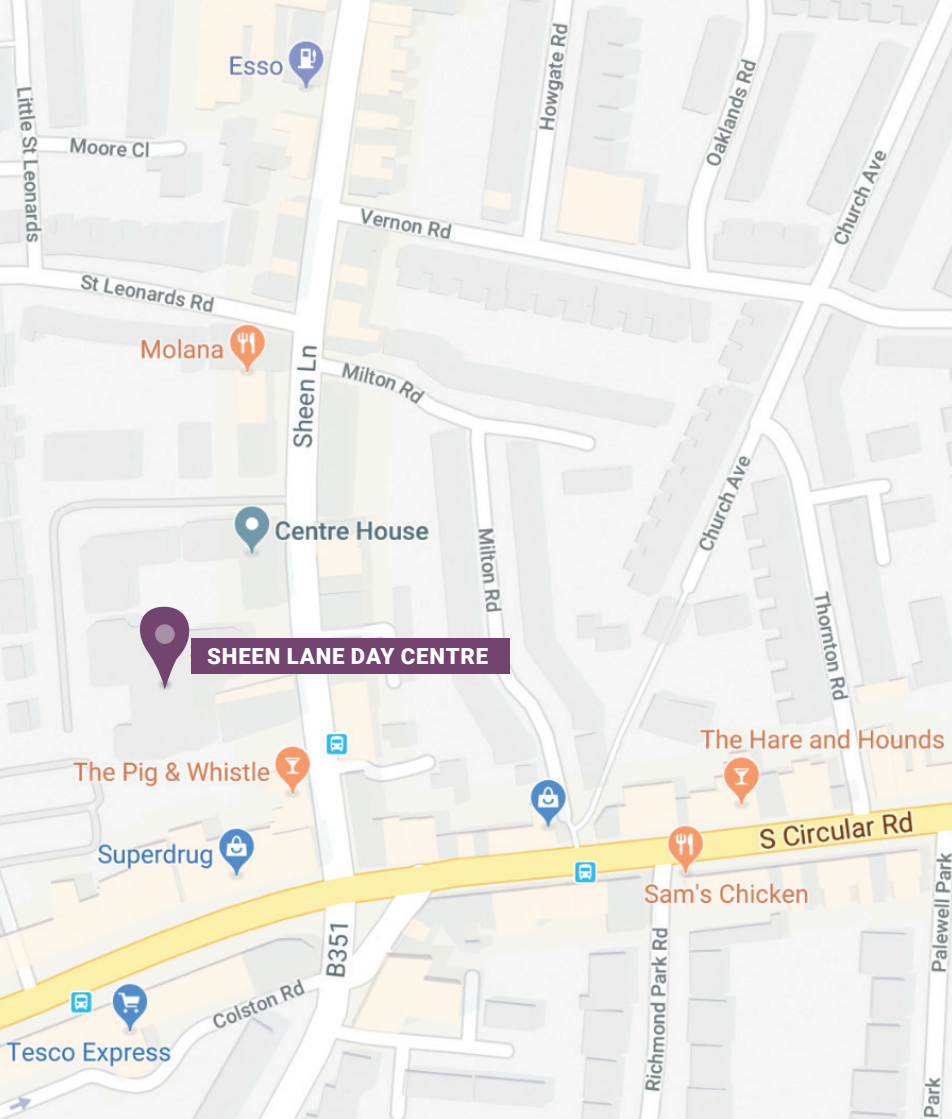 Esso
Howgate Rd
Oaklands Rd
Little St Leonards
Moore Cl
Church Ave
Vernon Rd
St Leonards Rd
Molana
Sheen Ln
Milton Rd
Church Ave
Centre House
Milton Rd
Thornton Rd
SHEEN LANE DAY CENTRE
The Hare and Hounds
The Pig & Whistle
S Circular Rd
Superdrug
Sam's Chicken
Palewell Park
B351
Richmond Park Rd
Colston Rd
Tesco Express
Park